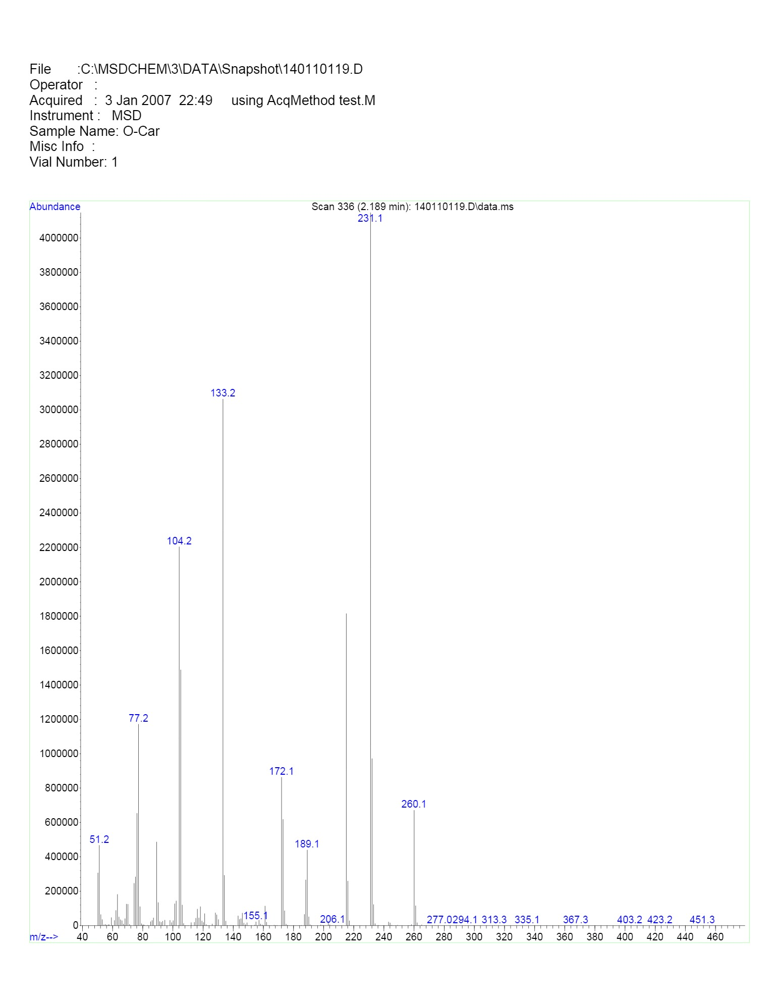 File :C:\MSDCHEM\3\DATA\Snapshot\140110119.D
Operator :
Acquired : 3 Jan 2007 22:49 using AcqMethod test.M
Instrument : MSD
Sample Name: O-Car
Misc Info :
Vial Number: 1
Abundance
Scan 336 (2.189 min): 140110119.D\data.ms
231.1
4000000
3800000
3600000
3400000
3200000
133.2
3000000
2800000
2600000
2400000
2200000
104.2
2000000
1800000
1600000
1400000
1200000
77.2
1000000
172.1
800000
260.1
600000
51.2
189.1
400000
200000
155.1
206.1
277.0294.1 313.3 335.1 367.3 403.2 423.2 451.3
0
40 60 80 100 120 140 160 180 200 220 240 260 280 300 320 340 360 380 400 420 440 460
m/z-->